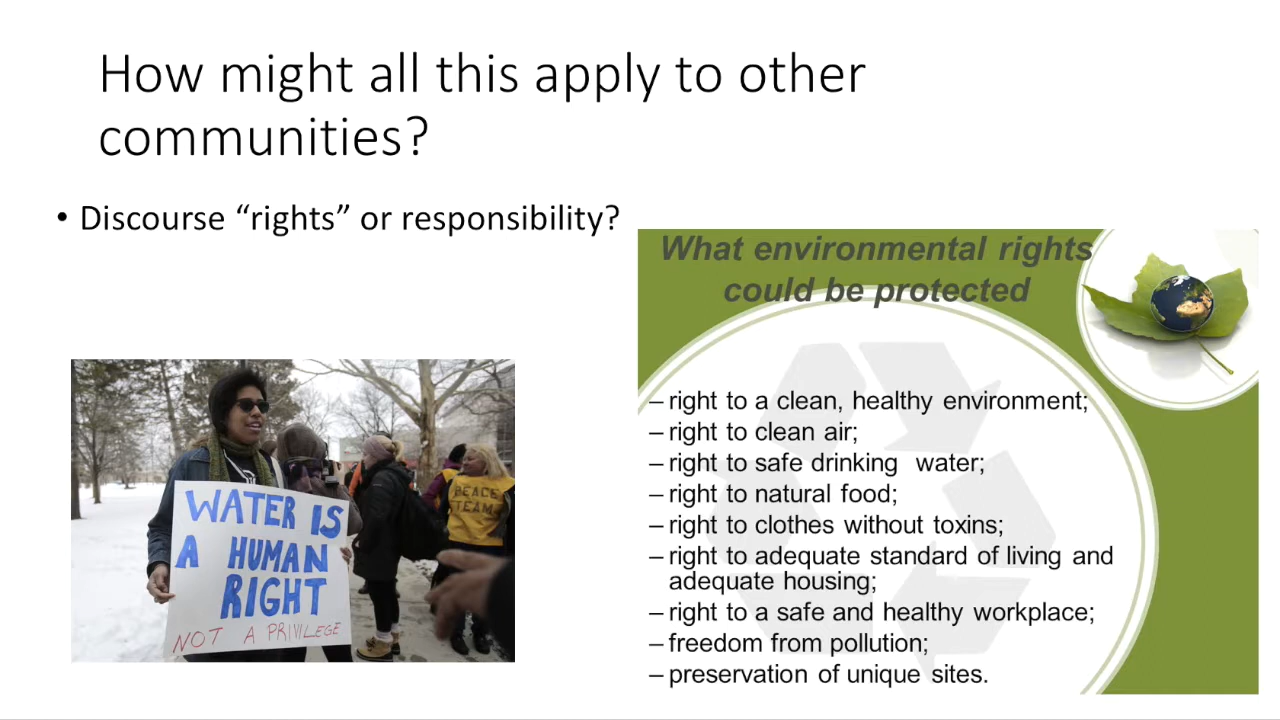 How might all this apply to other
communities?
• Discourse “rights” or responsibility?
What environmental rights
could be protected
– right to a clean, healthy environment;
– right to clean air;
– right to safe drinking water;
– right to natural food;
– right to clothes without toxins;
– right to adequate standard of living and
adequate housing;
– right to a safe and healthy workplace;
– freedom from pollution;
– preservation of unique sites.
WATER IS
A HUMAN
RIGHT
NOT A PRIVILEGE
PEACE
TEAM